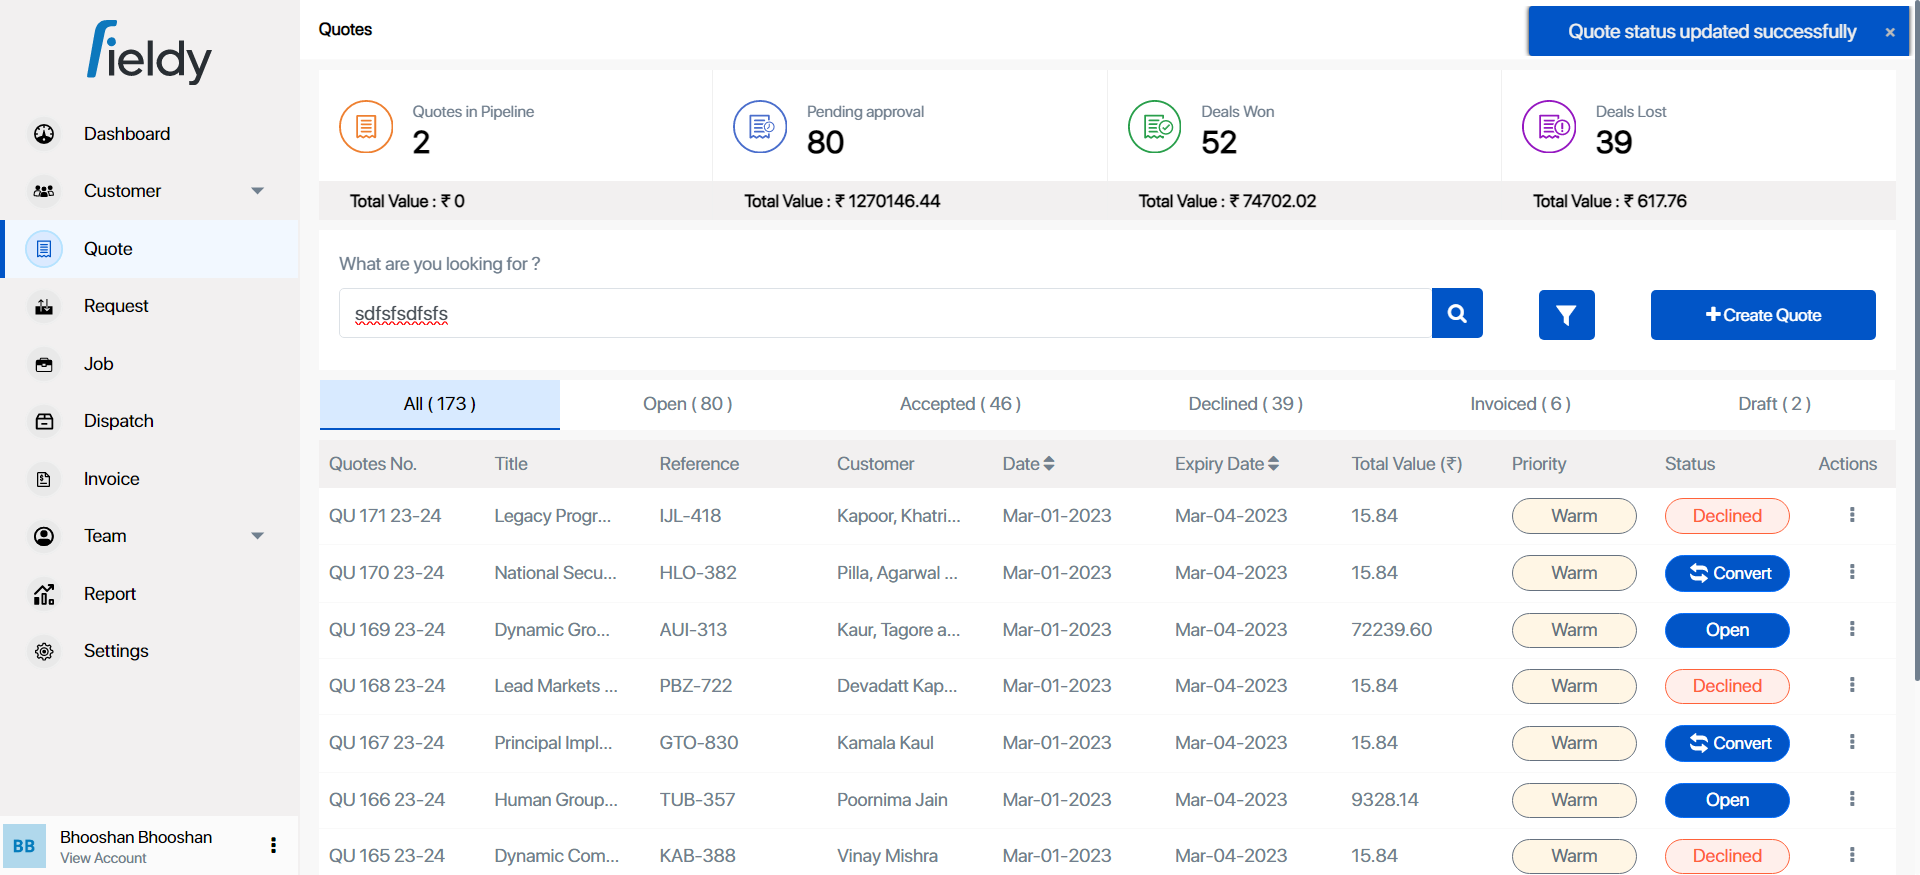 fieldy
Dashboard
Customer
Quote
Request
Job
Dispatch
Invoice
Team
Report
Settings
BB
Bhooshan Bhooshan
View Account
Quotes
Quote status updated successfully ×
Quotes in Pipeline
2
Total Value : ₹ 0
Pending approval
80
Total Value : ₹ 1270146.44
Deals Won
52
Total Value : ₹ 74702.02
Deals Lost
39
Total Value : ₹ 617.76
What are you looking for ?
sdfsfsdfsfs
+Create Quote
All ( 173 ) Open ( 80 ) Accepted ( 46 ) Declined ( 39 ) Invoiced ( 6 ) Draft ( 2 )
Quotes No. Title Reference Customer Date Expiry Date Total Value (₹) Priority Status Actions
QU 171 23-24 Legacy Progr... IJL-418 Kapoor, Khatri... Mar-01-2023 Mar-04-2023 15.84 Warm Declined
QU 170 23-24 National Secu... HLO-382 Pilla, Agarwal ... Mar-01-2023 Mar-04-2023 15.84 Warm Convert
QU 169 23-24 Dynamic Gro... AUI-313 Kaur, Tagore a... Mar-01-2023 Mar-04-2023 72239.60 Warm Open
QU 168 23-24 Lead Markets ... PBZ-722 Devadatt Kap... Mar-01-2023 Mar-04-2023 15.84 Warm Declined
QU 167 23-24 Principal Impl... GTO-830 Kamala Kaul Mar-01-2023 Mar-04-2023 15.84 Warm Convert
QU 166 23-24 Human Group... TUB-357 Poornima Jain Mar-01-2023 Mar-04-2023 9328.14 Warm Open
QU 165 23-24 Dynamic Com... KAB-388 Vinay Mishra Mar-01-2023 Mar-04-2023 15.84 Warm Declined